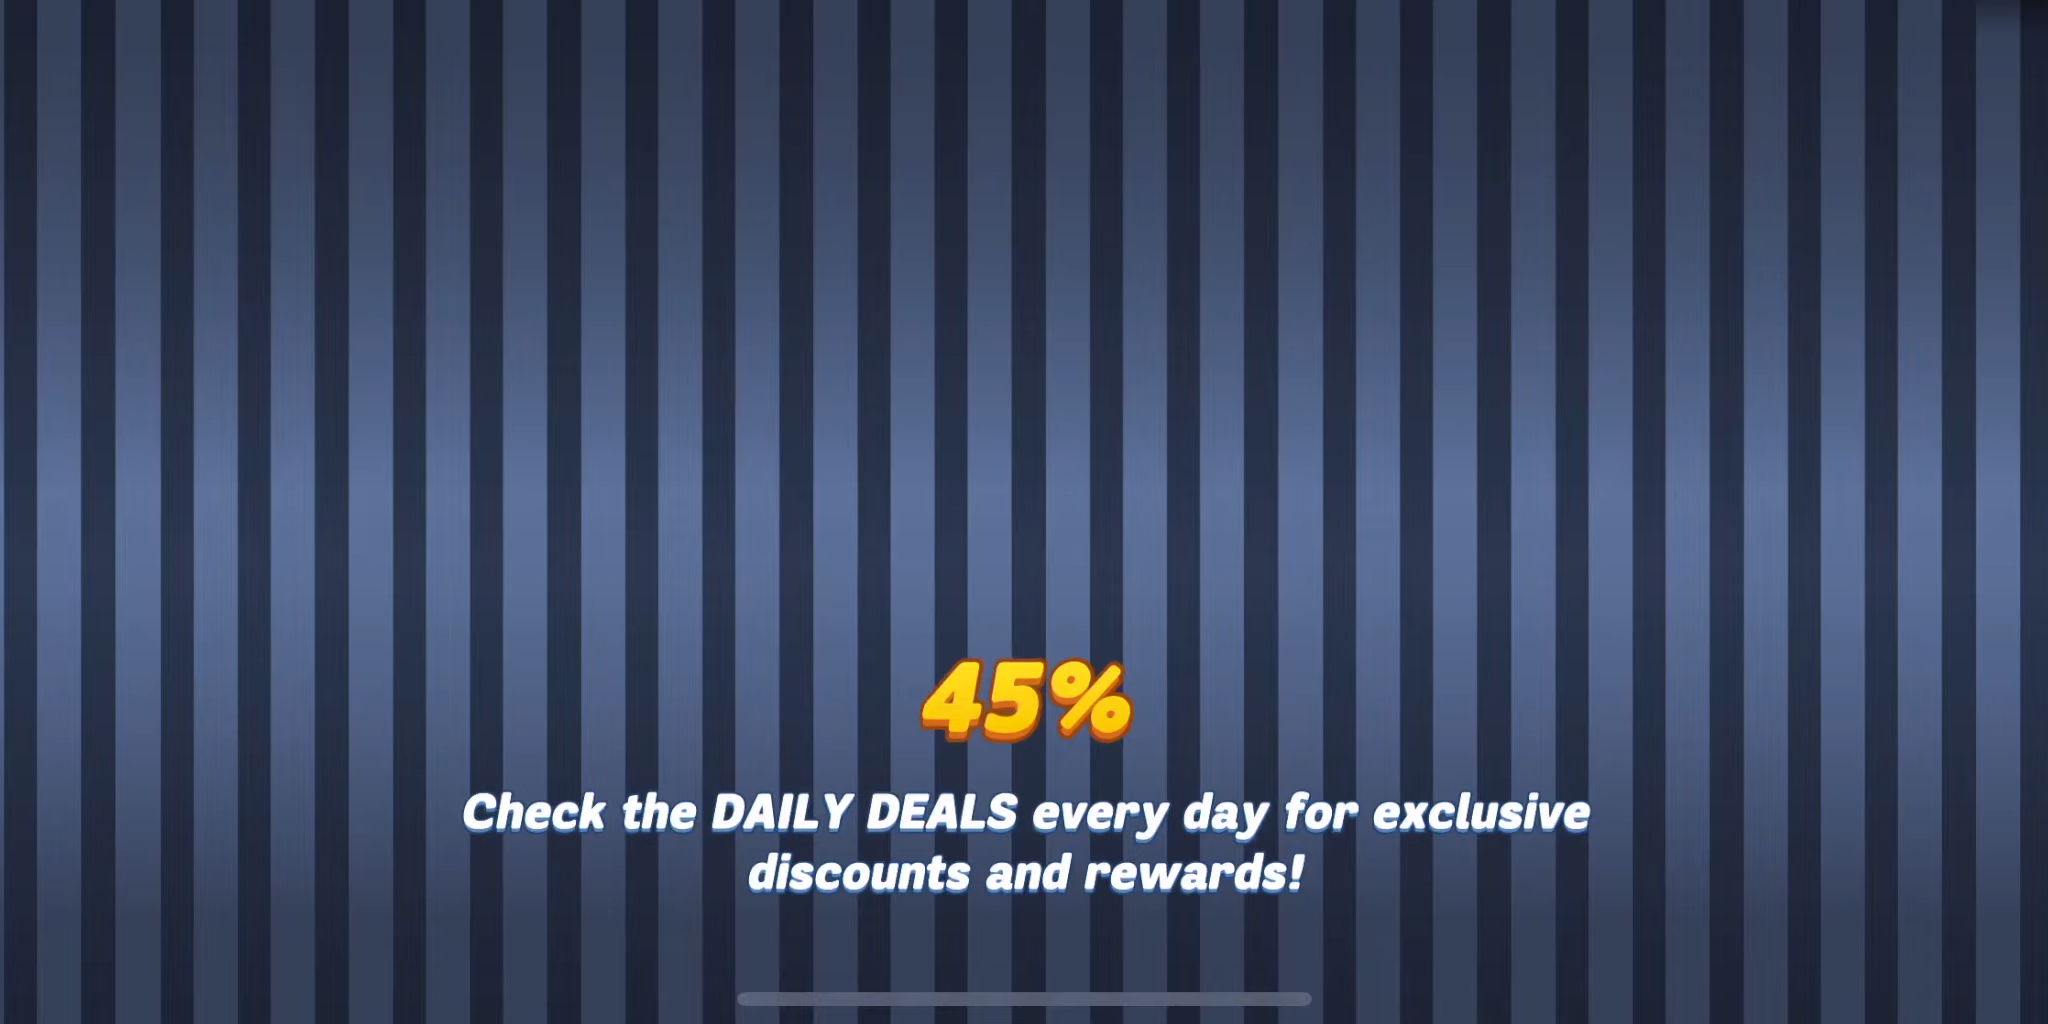 45%
Check the DAILY DEALS every day for exclusive
discounts and rewards!